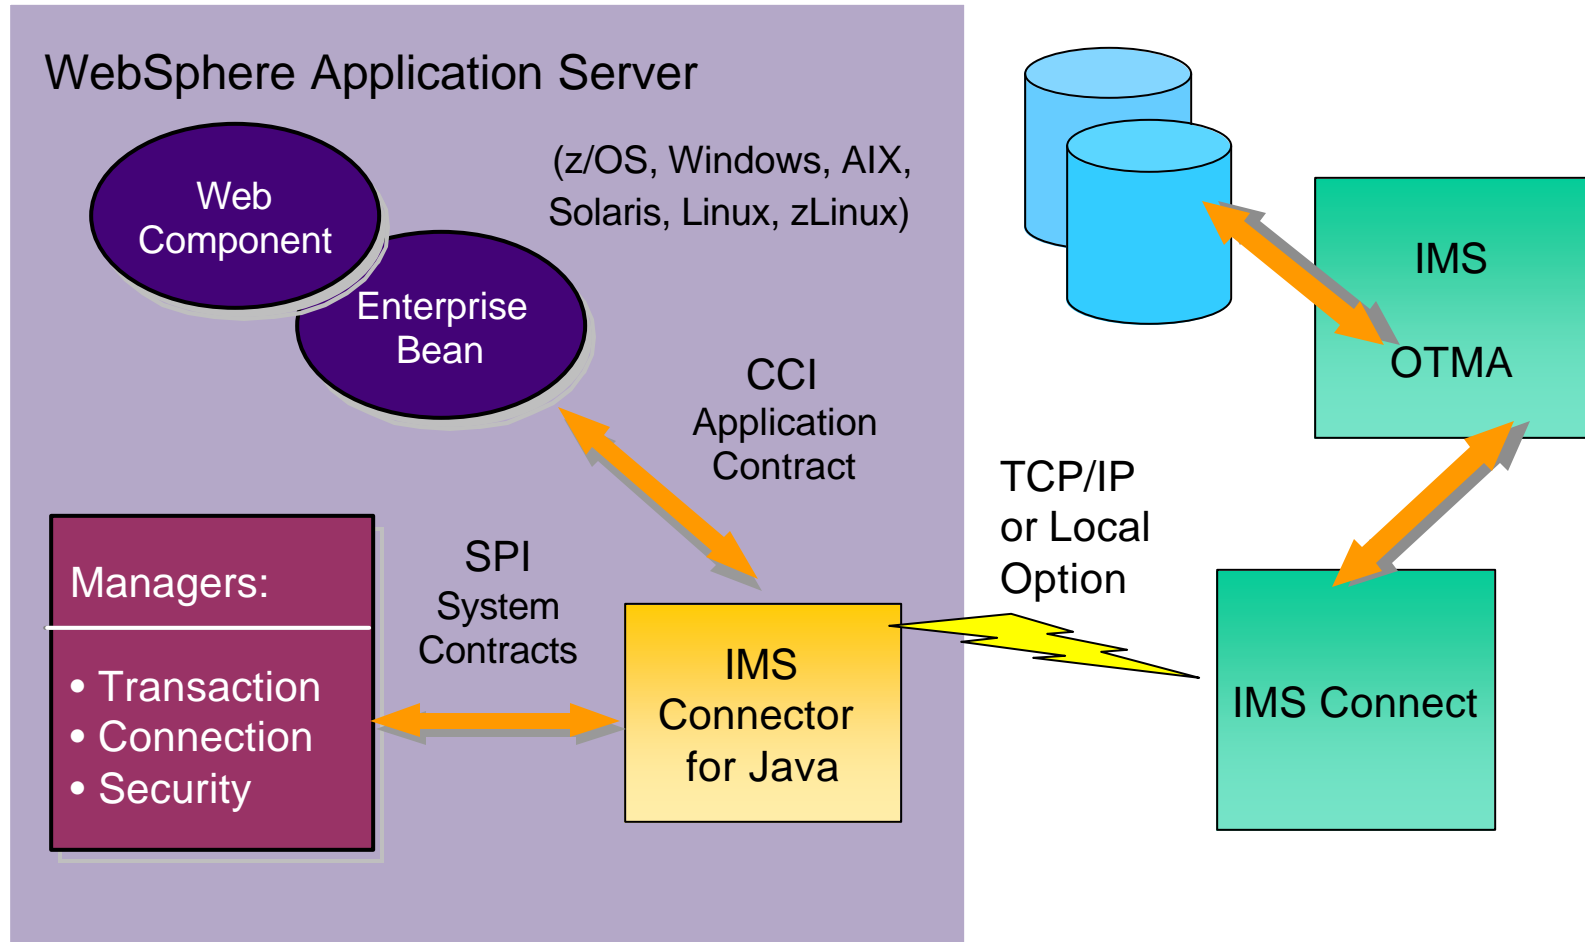 WebSphere Application Server
(z/OS, Windows, AIX,
Solaris, Linux, zLinux)
Web
Component
Enterprise
Bean
CCI
Application
Contract
Managers:
• Transaction
• Connection
• Security
SPI
System
Contracts
IMS
Connector
for Java
TCP/IP
or Local
Option
IMS
OTMA
IMS Connect